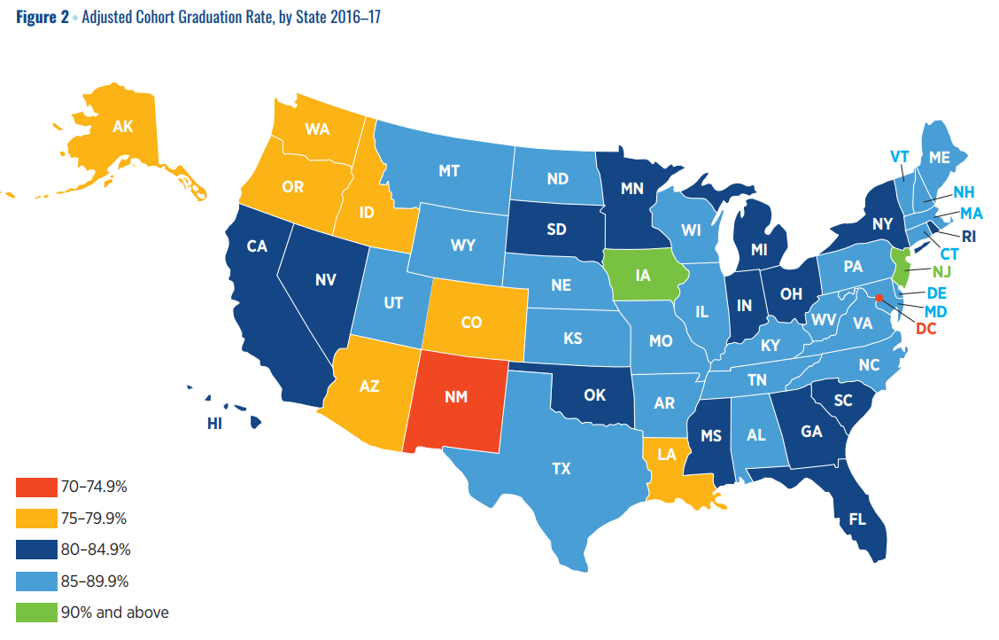 Figure 2 • Adjusted Cohort Graduation Rate, by State 2016–17
AK
WA
OR
ID
MT
ND
MN
SD
WY
WI
MI
NY
VT
ME
NH
MA
RI
CT
NJ
PA
DE
MD
DC
CA
NV
UT
CO
NE
IA
IL
IN
OH
WV
VA
KS
MO
KY
NC
TN
AZ
NM
OK
AR
SC
MS
AL
GA
HI
TX
LA
FL
70–74.9%
75–79.9%
80–84.9%
85–89.9%
90% and above